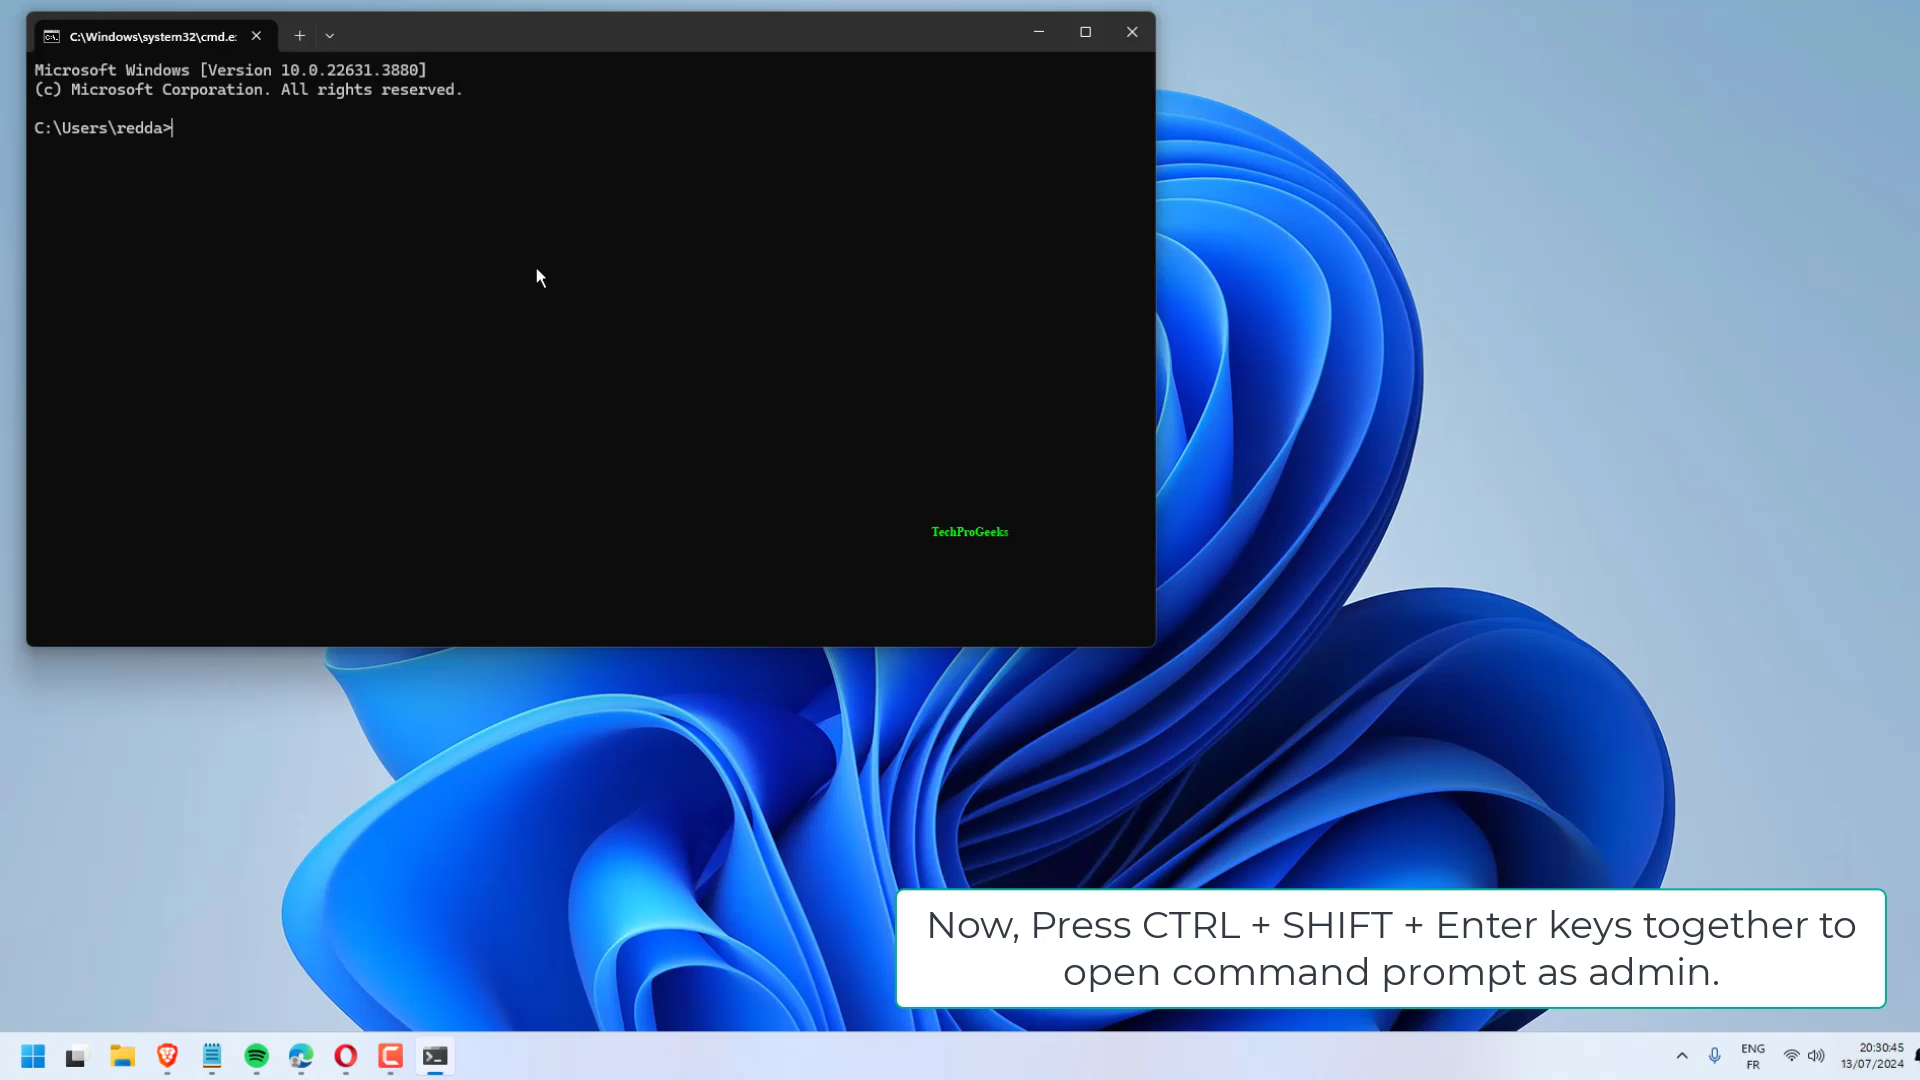 C:\Windows\system32\cmd.e:
Microsoft Windows [Version 10.0.22631.3880]
(c) Microsoft Corporation. All rights reserved.
C:\Users\redda>
TechProGeeks
Now, Press CTRL + SHIFT + Enter keys together to
open command prompt as admin.
ENG
FR
20:30:45
13/07/2024